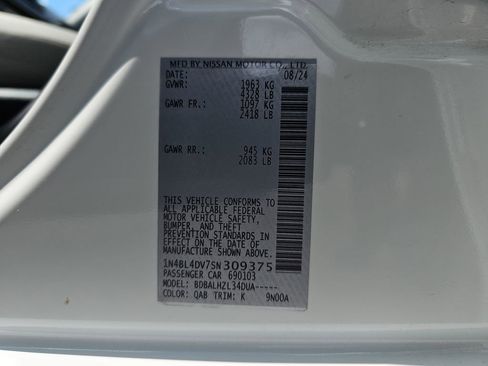 MFD BY NISSAN MOTOR CO., LTD.
DATE: 08/24
GVWR: 1963 KG
4328 LB
GAWR FR.: 1097 KG
2418 LB
GAWR RR.: 945 KG
2083 LB
THIS VEHICLE CONFORMS TO
ALL APPLICABLE FEDERAL
MOTOR VEHICLE SAFETY,
BUMPER, AND THEFT
PREVENTION STANDARDS IN
EFFECT ON THE DATE OF
MANUFACTURE SHOWN ABOVE.
1N4BL4DV7SN309375
PASSENGER CAR 690103
MODEL: BDBALHZL34DUA-----
COLOR: QAB TRIM: K 9N00A